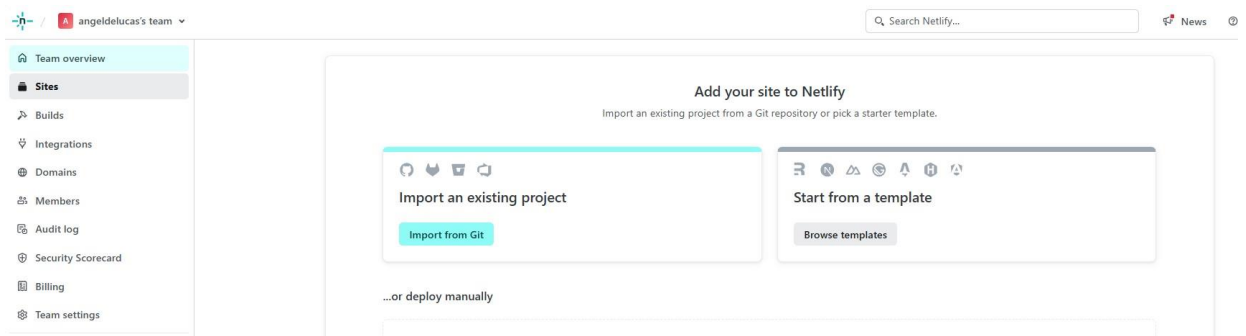 A angeldelucas's team
Search Netlify...
News
Team overview
Sites
Builds
Integrations
Domains
Members
Audit log
Security Scorecard
Billing
Team settings
Add your site to Netlify
Import an existing project from a Git repository or pick a starter template.
Import an existing project
Import from Git
Start from a template
Browse templates
...or deploy manually